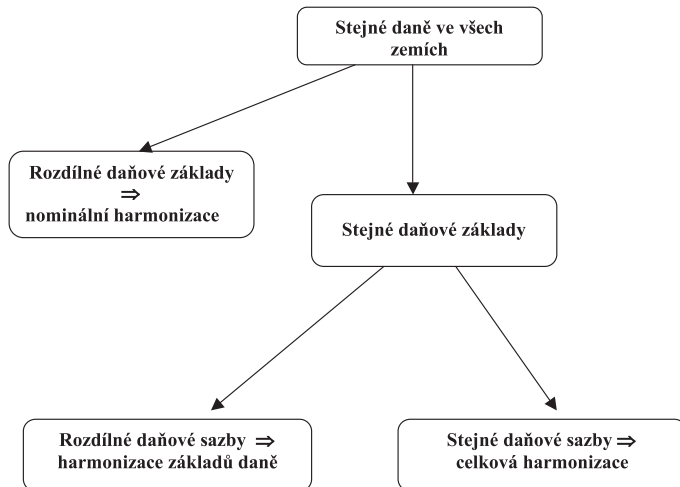 Stejné daně ve všech
zemích
Rozdílné daňové základy
⇒
nominální harmonizace
Stejné daňové základy
Rozdílné daňové sazby ⇒
harmonizace základů daně
Stejné daňové sazby ⇒
celková harmonizace